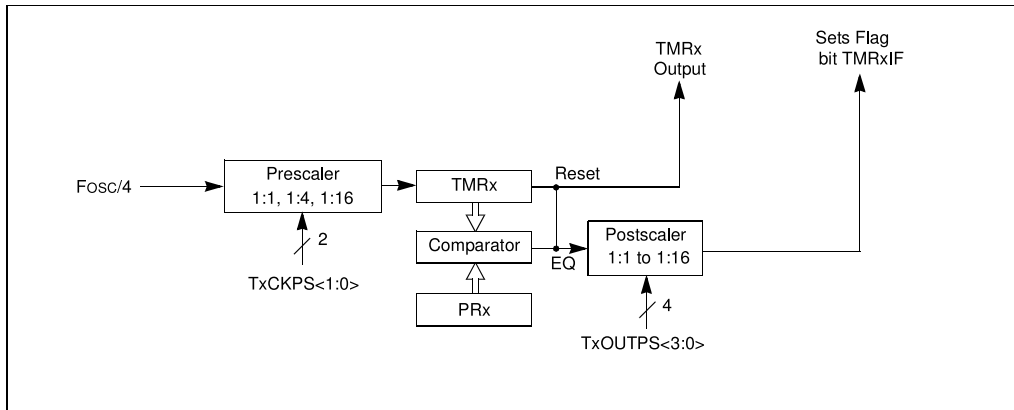 TMRx
Output
Sets Flag
bit TMRxIF
FOSC/4
Prescaler
1:1, 1:4, 1:16
2
TxCKPS<1:0>
TMRx
Reset
Comparator
EQ
PRx
Postscaler
1:1 to 1:16
4
TxOUTPS<3:0>